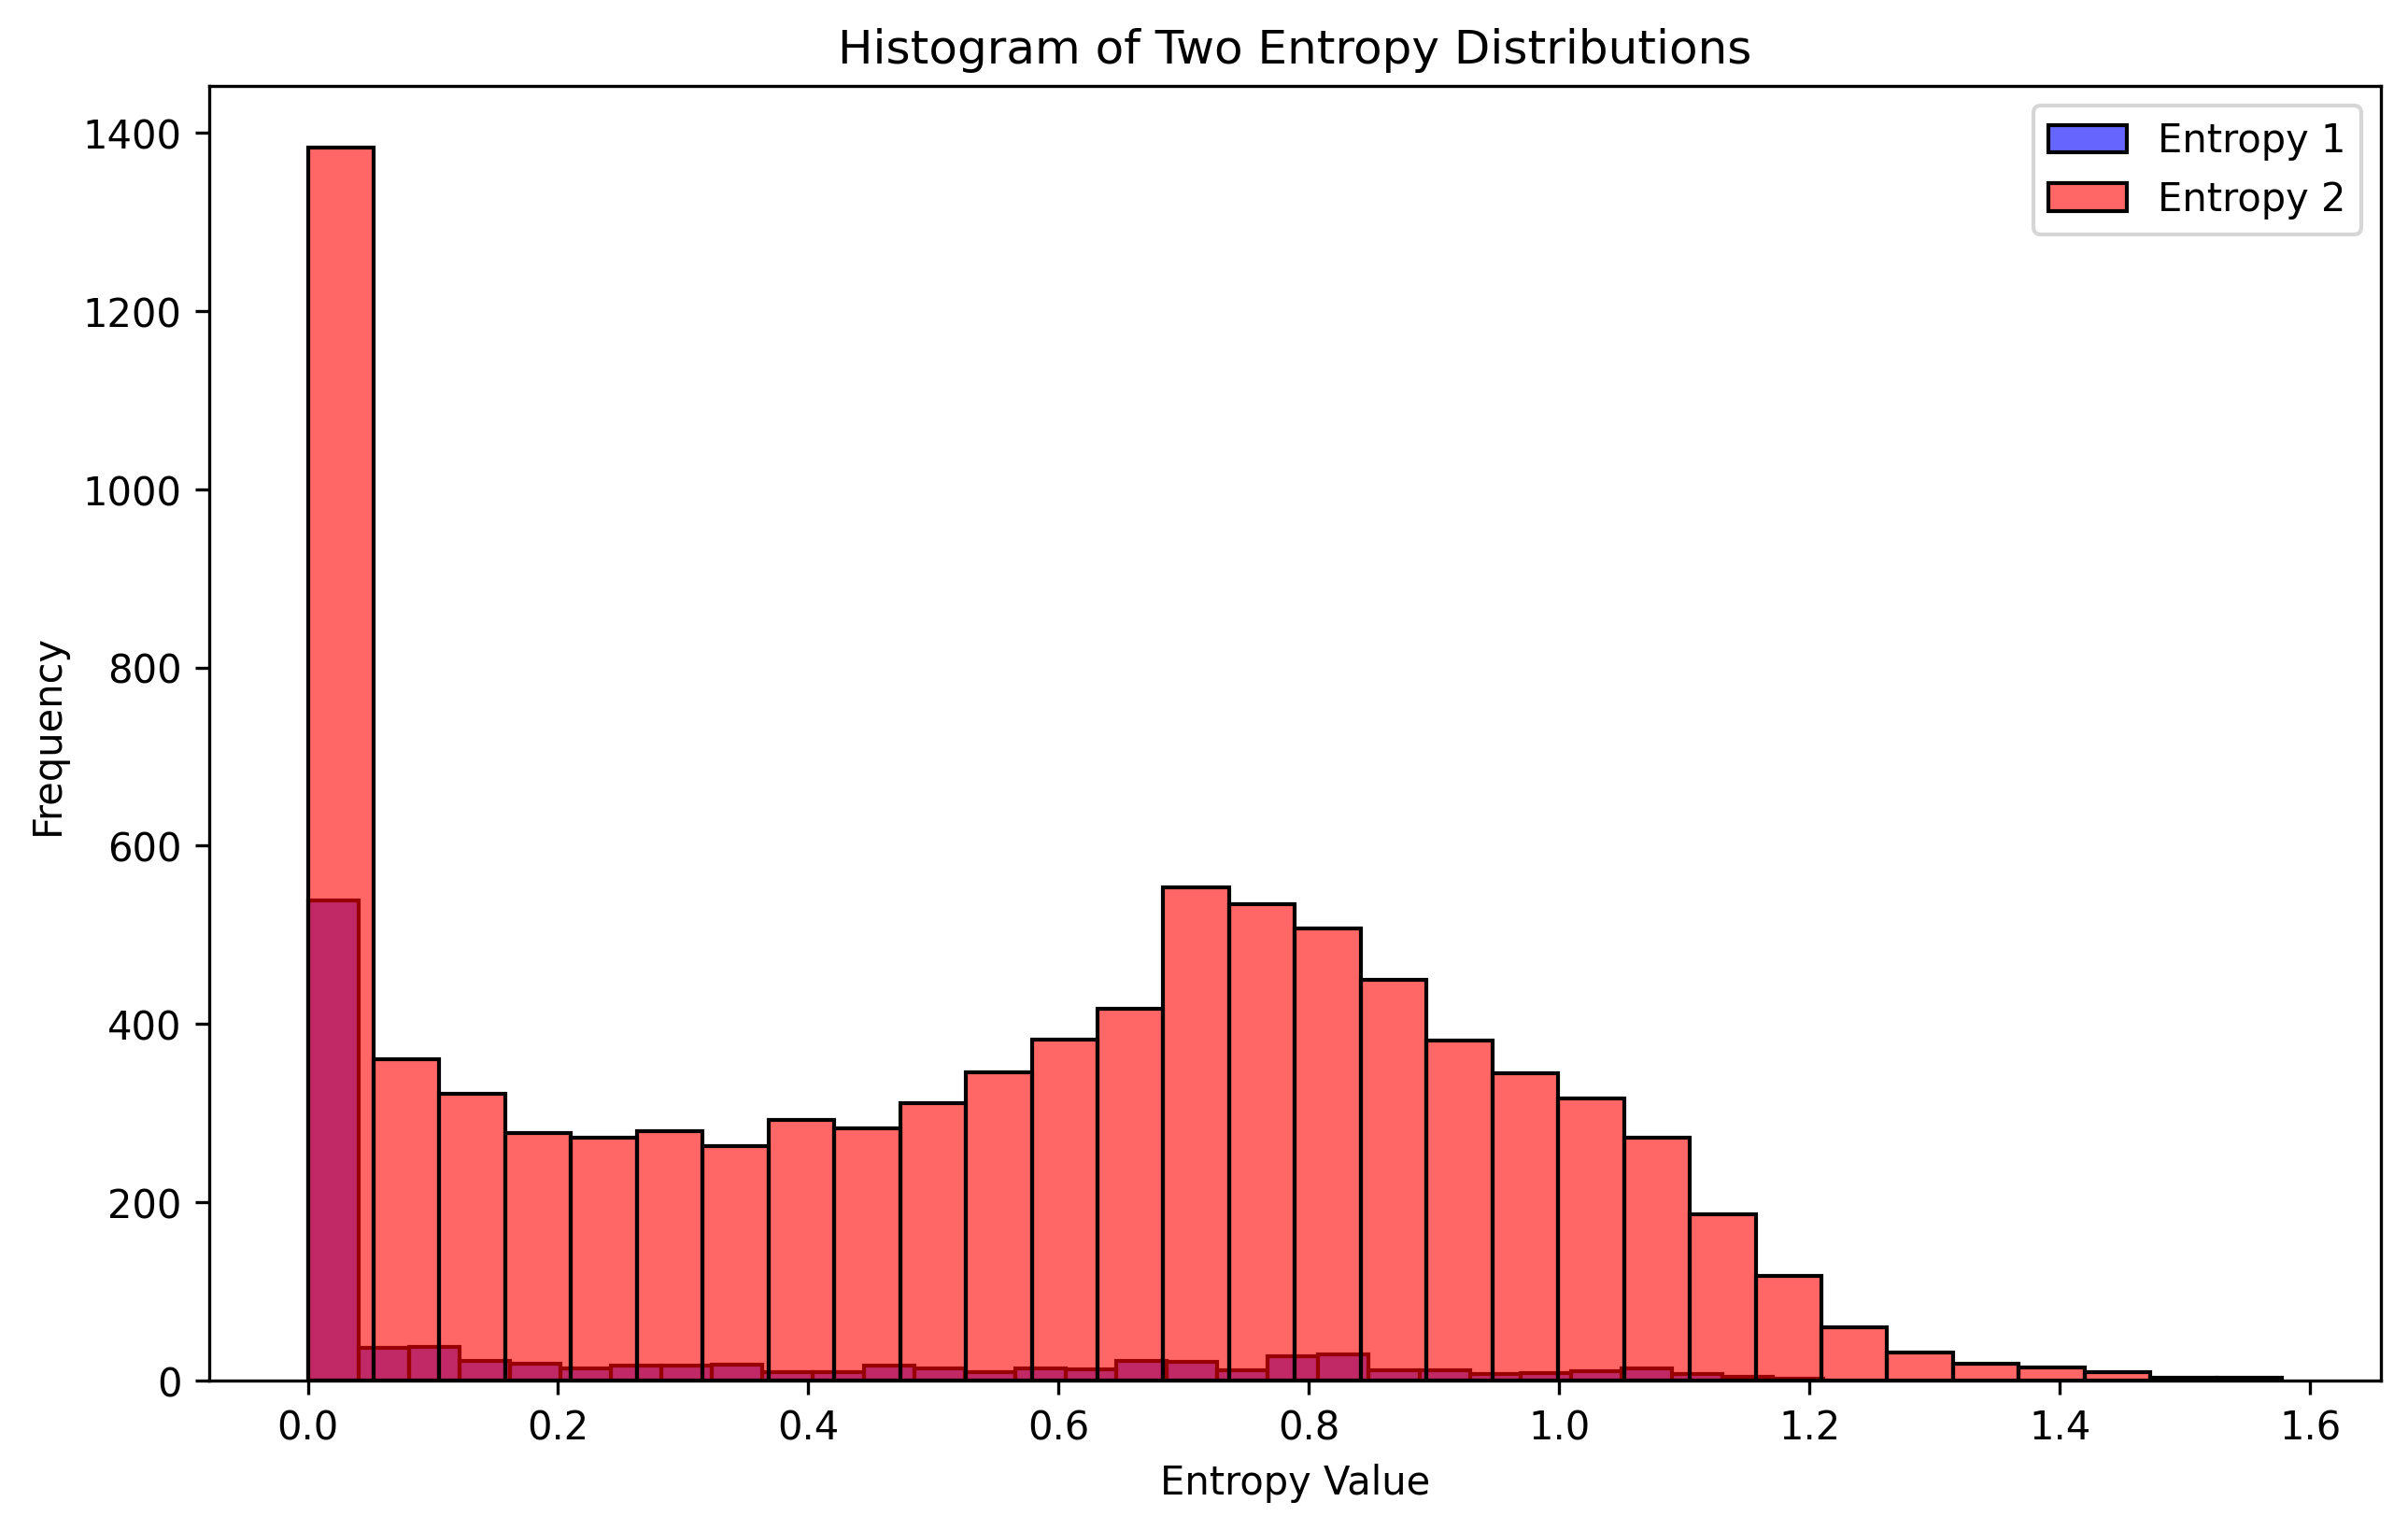 Histogram of Two Entropy Distributions
Entropy 1
Entropy 2
Frequency
1400
1200
1000
800
600
400
200
0
0.0 0.2 0.4 0.6 0.8 1.0 1.2 1.4 1.6
Entropy Value